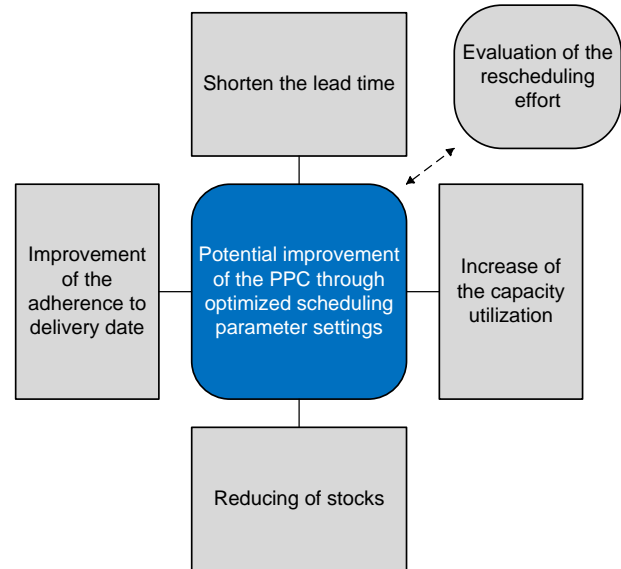 Evaluation of the
rescheduling
effort
Shorten the lead time
Improvement
of the
adherence to
delivery date
Potential improvement
of the PPC through
optimized scheduling
parameter settings
Increase of
the capacity
utilization
Reducing of stocks